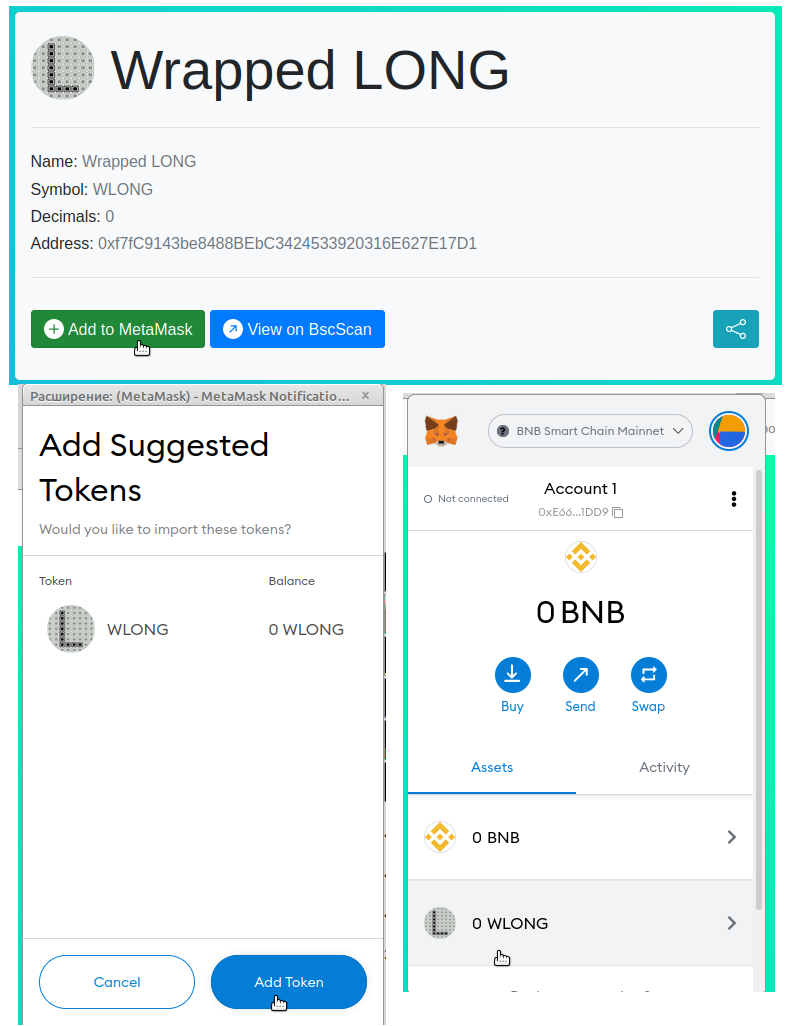 Wrapped LONG
Name: Wrapped LONG
Symbol: WLONG
Decimals: 0
Address: 0xf7fC9143be8488BEbC3424533920316E627E17D1
Add to MetaMask
View on BscScan
Расширение: (MetaMask) - MetaMask Notificatio...
Add Suggested
Tokens
Would you like to import these tokens?
Token Balance
WLONG 0 WLONG
Cancel Add Token
BNB Smart Chain Mainnet
Not connected
Account 1
0xE66...1DD9
0 BNB
Buy Send Swap
Assets Activity
0 BNB
0 WLONG